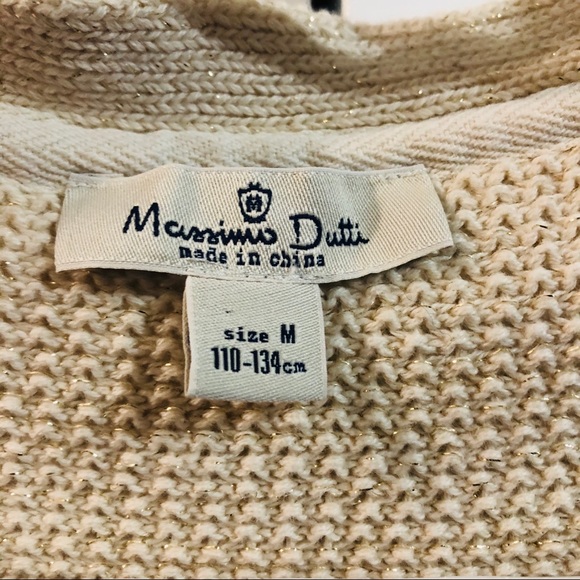 M
Massimo Dutti
made in china
size M
110-134cm